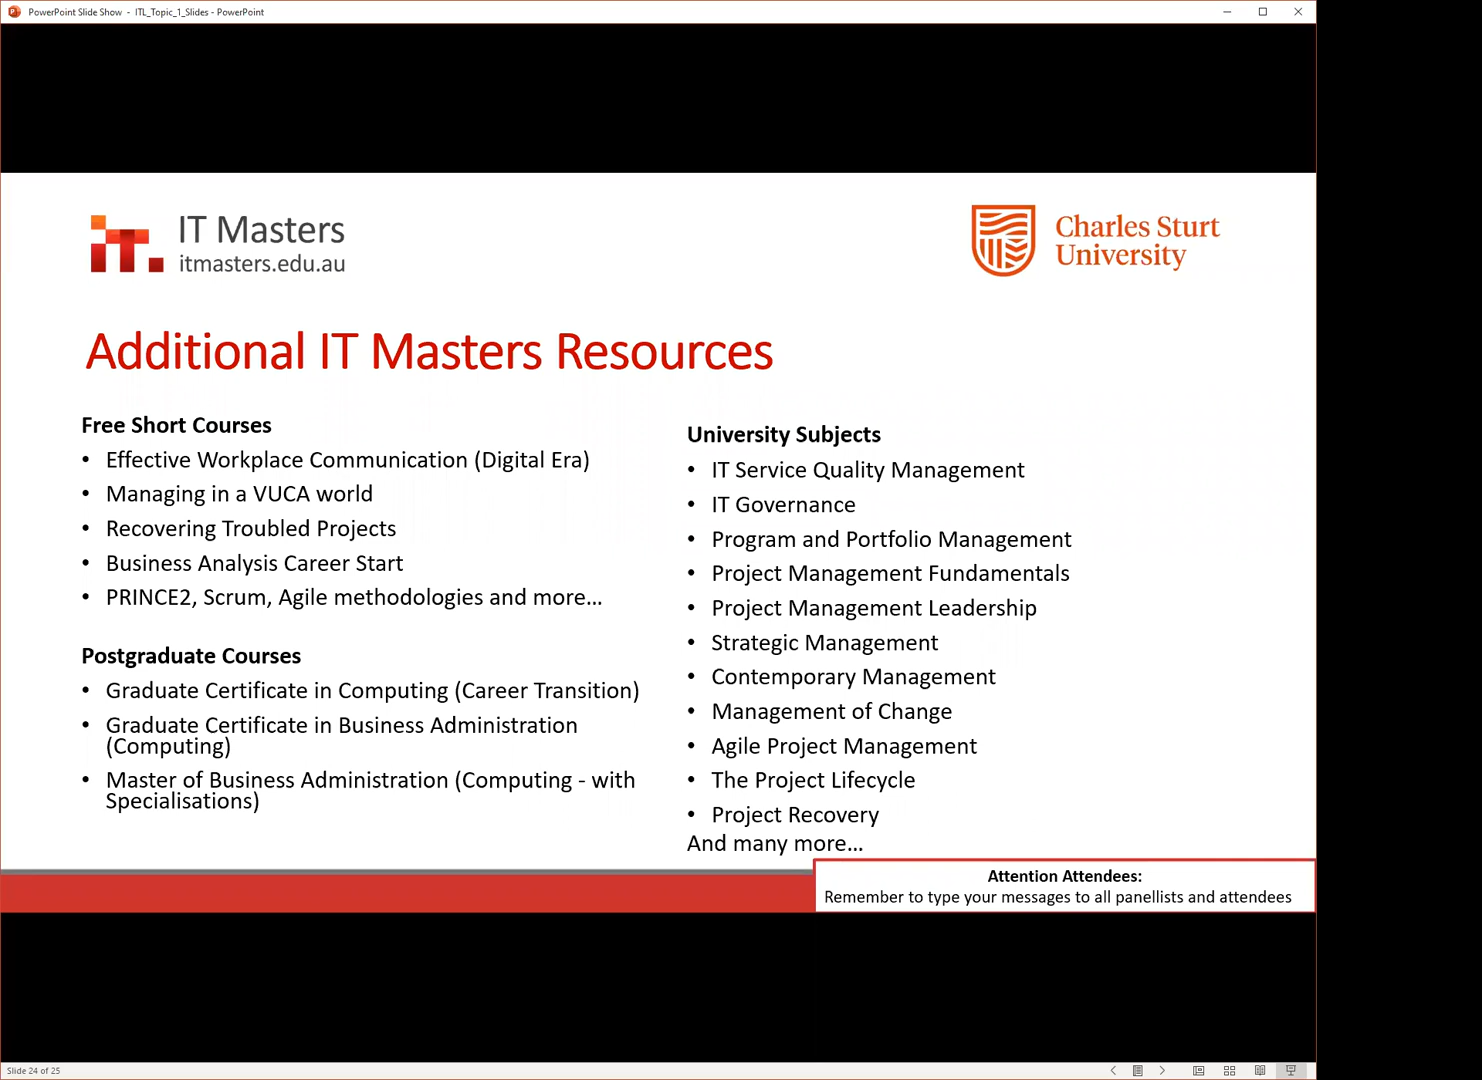 PowerPoint Slide Show - ITL_Topic_1_Slides - PowerPoint
IT Masters
itmasters.edu.au
Charles Sturt
University
Additional IT Masters Resources
Free Short Courses
• Effective Workplace Communication (Digital Era)
• Managing in a VUCA world
• Recovering Troubled Projects
• Business Analysis Career Start
• PRINCE2, Scrum, Agile methodologies and more...
Postgraduate Courses
• Graduate Certificate in Computing (Career Transition)
• Graduate Certificate in Business Administration
(Computing)
• Master of Business Administration (Computing - with
Specialisations)
University Subjects
• IT Service Quality Management
• IT Governance
• Program and Portfolio Management
• Project Management Fundamentals
• Project Management Leadership
• Strategic Management
• Contemporary Management
• Management of Change
• Agile Project Management
• The Project Lifecycle
• Project Recovery
And many more...
Attention Attendees:
Remember to type your messages to all panellists and attendees
Slide 24 of 25